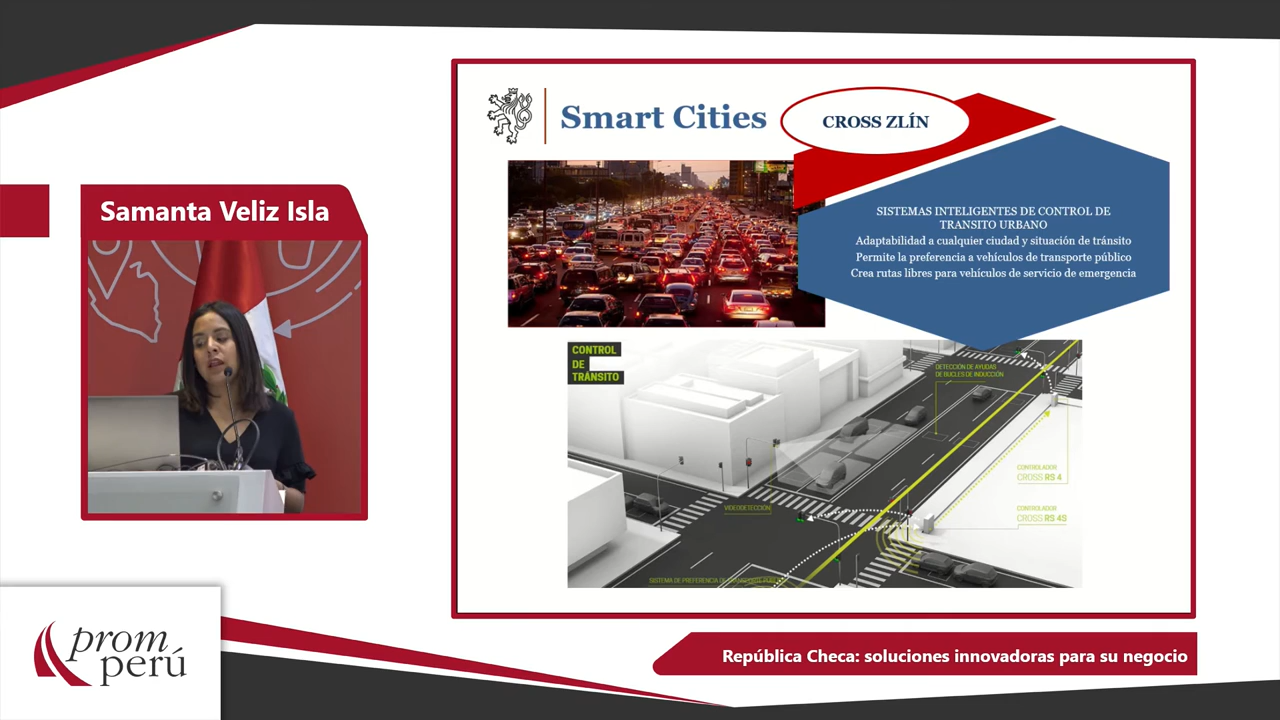 Smart Cities
CROSS ZLÍN
Samanta Veliz Isla
SISTEMAS INTELIGENTES DE CONTROL DE
TRANSITO URBANO
Adaptabilidad a cualquier ciudad y situación de tránsito
Permite la preferencia a vehículos de transporte público
Crea rutas libres para vehículos de servicio de emergencia
CONTROL
DE
TRÁNSITO
DETECCIÓN DE AYUDAS
DE BUCLES DE INDUCCIÓN
CONTROLADOR
CROSS RS 4
VIDEODETECCIÓN
CONTROLADOR
CROSS RS 4S
SISTEMA DE PREFERENCIA DE TRANSPORTE PÚBLICO
prom
perú
República Checa: soluciones innovadoras para su negocio